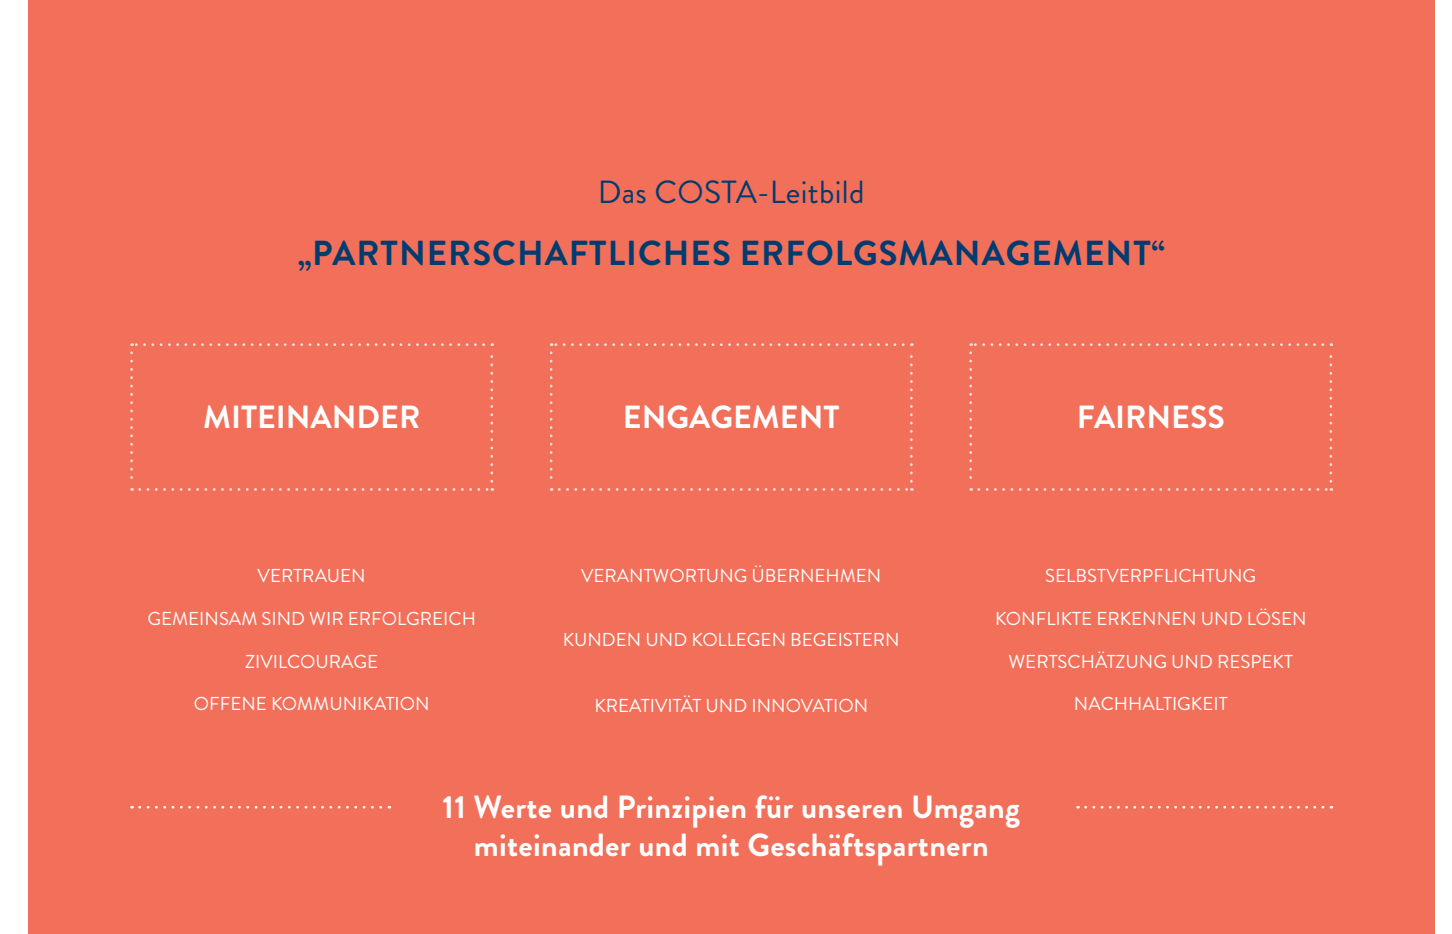 Das COSTA-Leitbild
„PARTNERSCHAFTLICHES ERFOLGSMANAGEMENT“
MITEINANDER
VERTRAUEN
GEMEINSAM SIND WIR ERFOLGREICH
ZIVILCOURAGE
OFFENE KOMMUNIKATION
ENGAGEMENT
VERANTWORTUNG ÜBERNEHMEN
KUNDEN UND KOLLEGEN BEGEISTERN
KREATIVITÄT UND INNOVATION
FAIRNESS
SELBSTVERPFLICHTUNG
KONFLIKTE ERKENNEN UND LÖSEN
WERTSCHÄTZUNG UND RESPEKT
NACHHALTIGKEIT
11 Werte und Prinzipien für unseren Umgang
miteinander und mit Geschäftspartnern